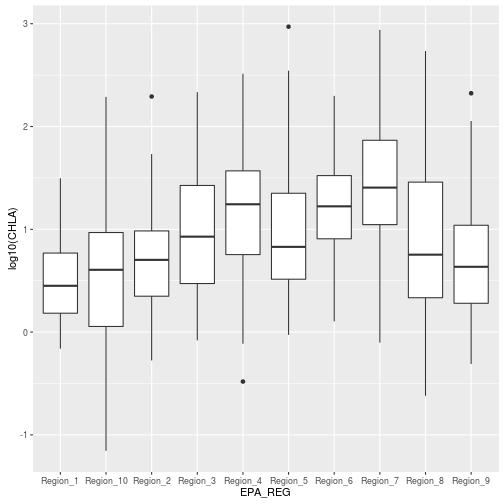 log10(CHLA)
3
2
1
0
-1
Region_1 Region_10 Region_2 Region_3 Region_4 Region_5 Region_6 Region_7 Region_8 Region_9
EPA_REG